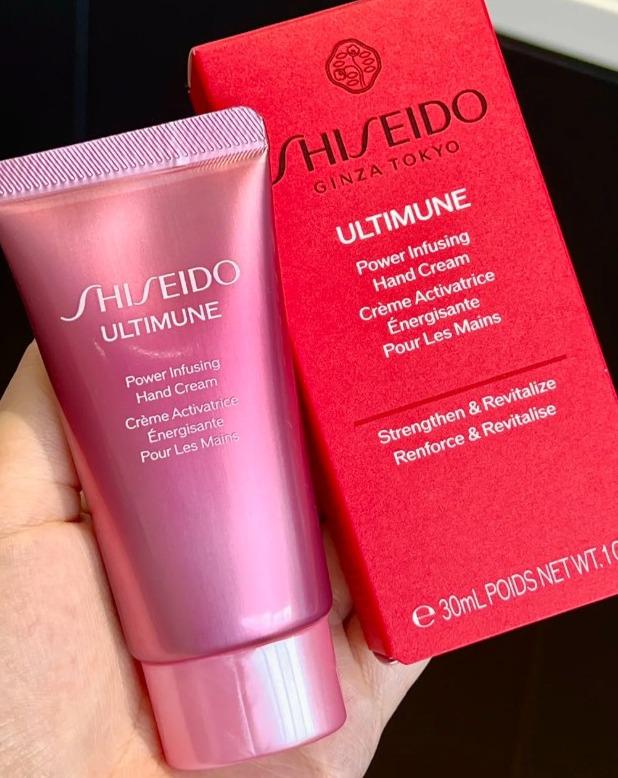 SHISEIDO
ULTIMUNE
Power Infusing
Hand Cream
Crème Activatrice
Énergisante
Pour Les Mains
SHISEIDO
GINZA TOKYO
ULTIMUNE
Power Infusing
Hand Cream
Crème Activatrice
Énergisante
Pour Les Mains
Strengthen & Revitalize
Renforce & Revitalise
℮ 30mL POIDS NET WT.